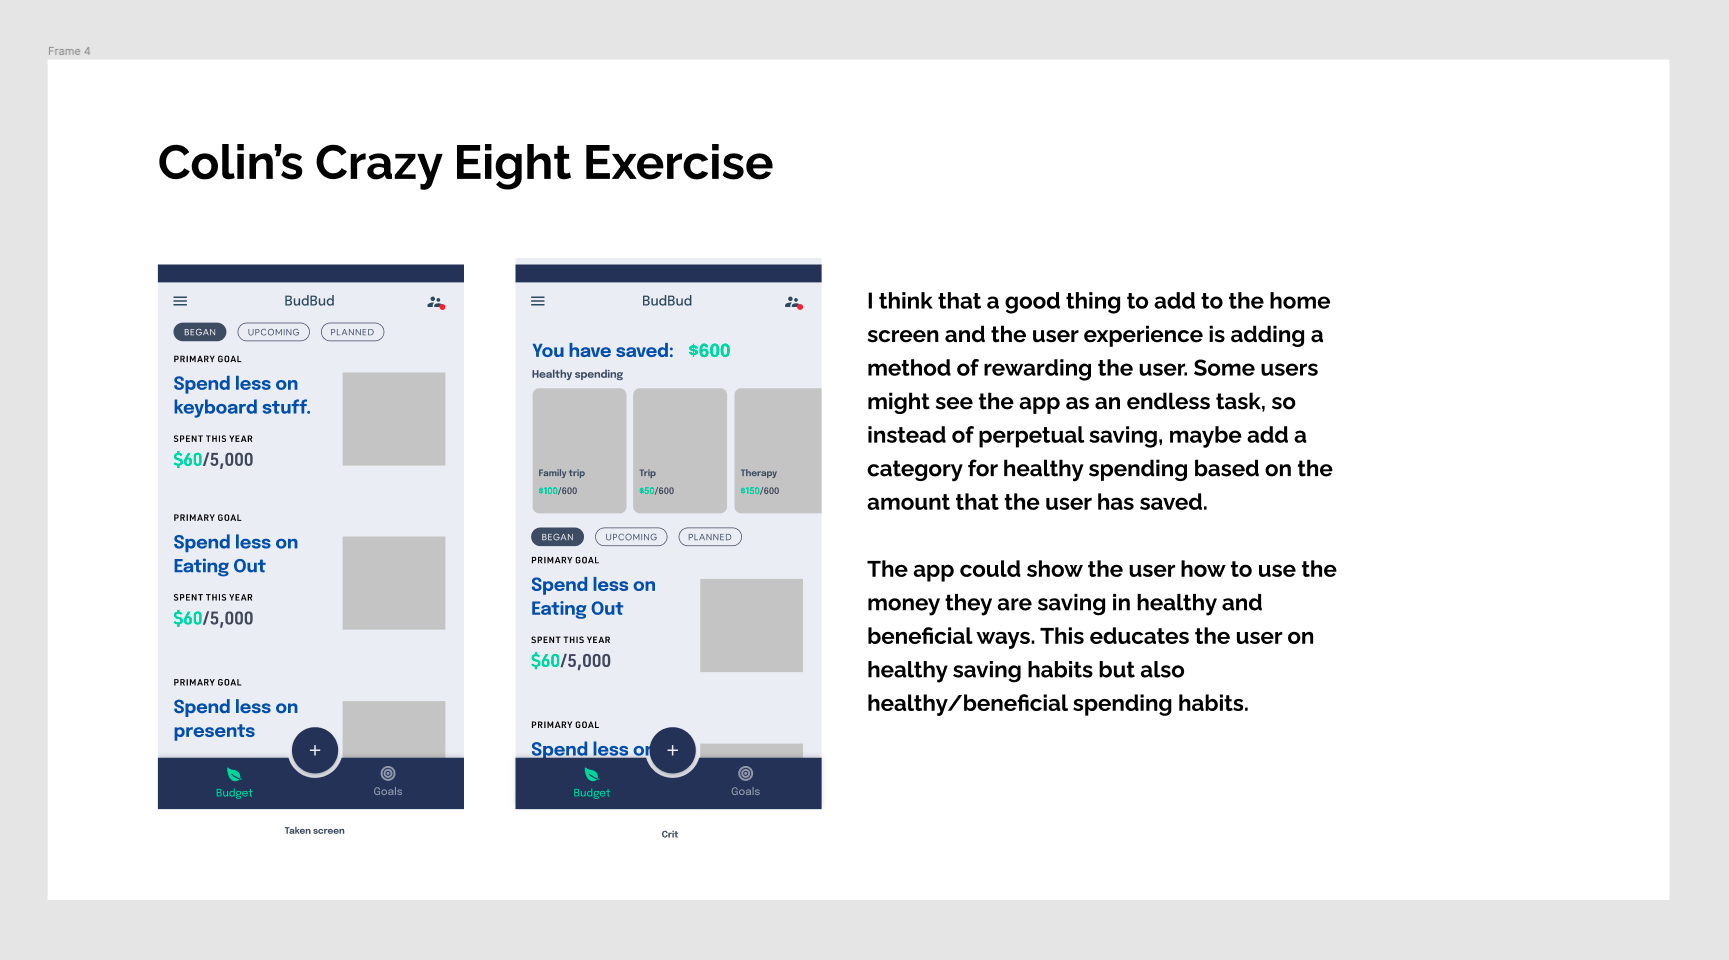 Frame 4
Colin's Crazy Eight Exercise
BudBud
BEGAN
UPCOMING
PLANNED
PRIMARY GOAL
Spend less on
keyboard stuff.
SPENT THIS YEAR
$60/5,000
PRIMARY GOAL
Spend less on
Eating Out
SPENT THIS YEAR
$60/5,000
PRIMARY GOAL
Spend less on
presents
+
Budget
Goals
Taken screen
BudBud
You have saved: $600
Healthy spending
Family trip
$100/600
Trip
$50/600
Therapy
$150/600
BEGAN
UPCOMING
PLANNED
PRIMARY GOAL
Spend less on
Eating Out
SPENT THIS YEAR
$60/5,000
PRIMARY GOAL
Spend less on
+
Budget
Goals
Crit
I think that a good thing to add to the home
screen and the user experience is adding a
method of rewarding the user. Some users
might see the app as an endless task, so
instead of perpetual saving, maybe add a
category for healthy spending based on the
amount that the user has saved.
The app could show the user how to use the
money they are saving in healthy and
beneficial ways. This educates the user on
healthy saving habits but also
healthy/beneficial spending habits.